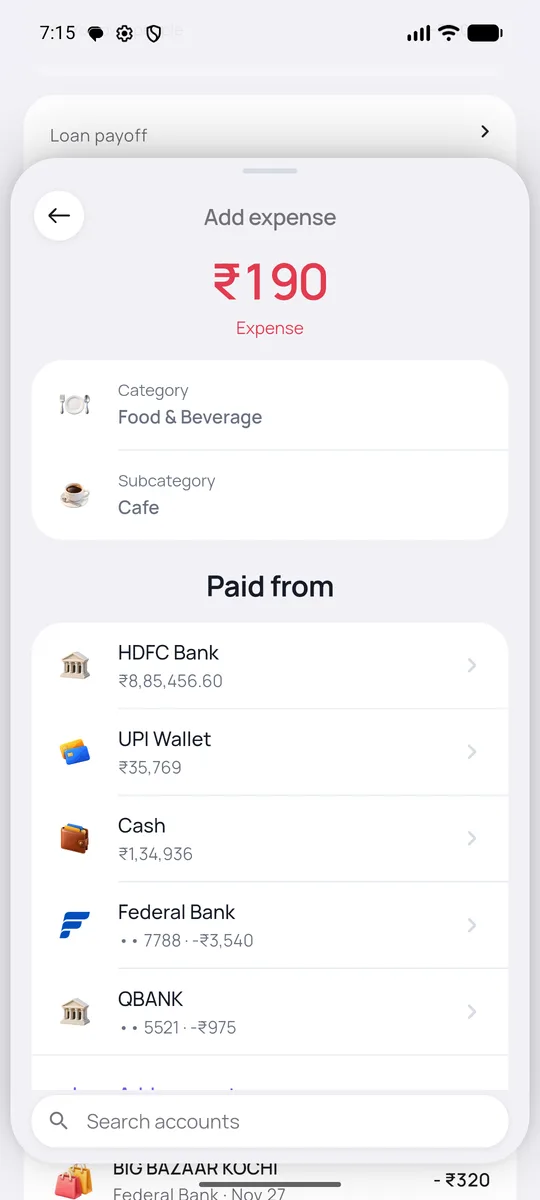 7:15
Loan payoff
Add expense
₹190
Expense
Category
Food & Beverage
Subcategory
Cafe
Paid from
HDFC Bank
₹8,85,456.60
UPI Wallet
₹35,769
Cash
₹1,34,936
Federal Bank
•• 7788 · -₹3,540
QBANK
•• 5521 · -₹975
Search accounts
BIG BAZAAR KOCHI
- ₹320
Federal Bank · Nov 27